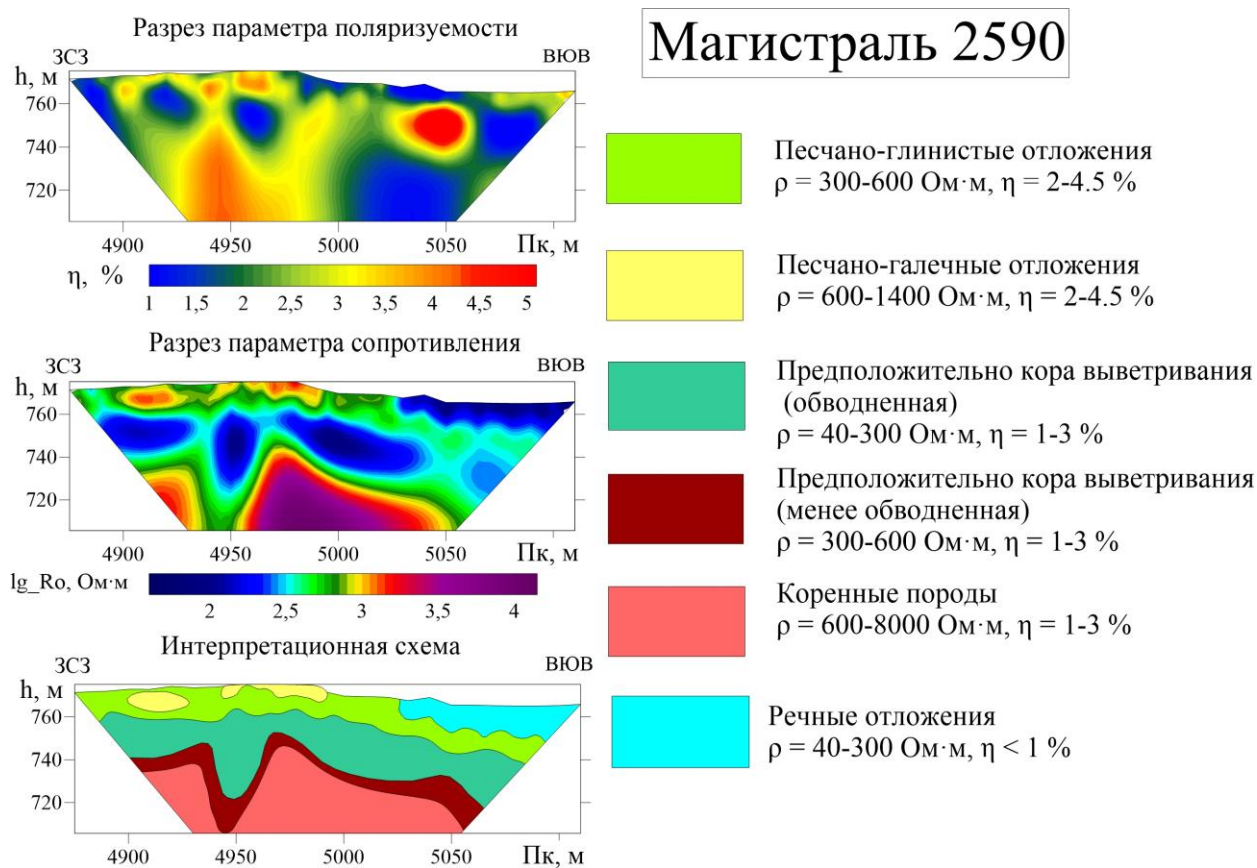 Разрез параметра поляризуемости
ЗСЗ
ВЮВ
h, м
760
740
720
4900
4950
5000
5050
Пк, м
η, %
1
1,5
2
2,5
3
3,5
4
4,5
5
Разрез параметра сопротивления
ЗСЗ
ВЮВ
h, м
760
740
720
4900
4950
5000
5050
Пк, м
lg_Ro, Ом·м
2
2,5
3
3,5
4
Интерпретационная схема
ЗСЗ
ВЮВ
h, м
760
740
720
4900
4950
5000
5050
Пк, м
Магистраль 2590
Песчано-глинистые отложения
ρ = 300-600 Ом·м, η = 2-4.5 %
Песчано-галечные отложения
ρ = 600-1400 Ом·м, η = 2-4.5 %
Предположительно кора выветривания
(обводненная)
ρ = 40-300 Ом·м, η = 1-3 %
Предположительно кора выветривания
(менее обводненная)
ρ = 300-600 Ом·м, η = 1-3 %
Коренные породы
ρ = 600-8000 Ом·м, η = 1-3 %
Речные отложения
ρ = 40-300 Ом·м, η < 1 %